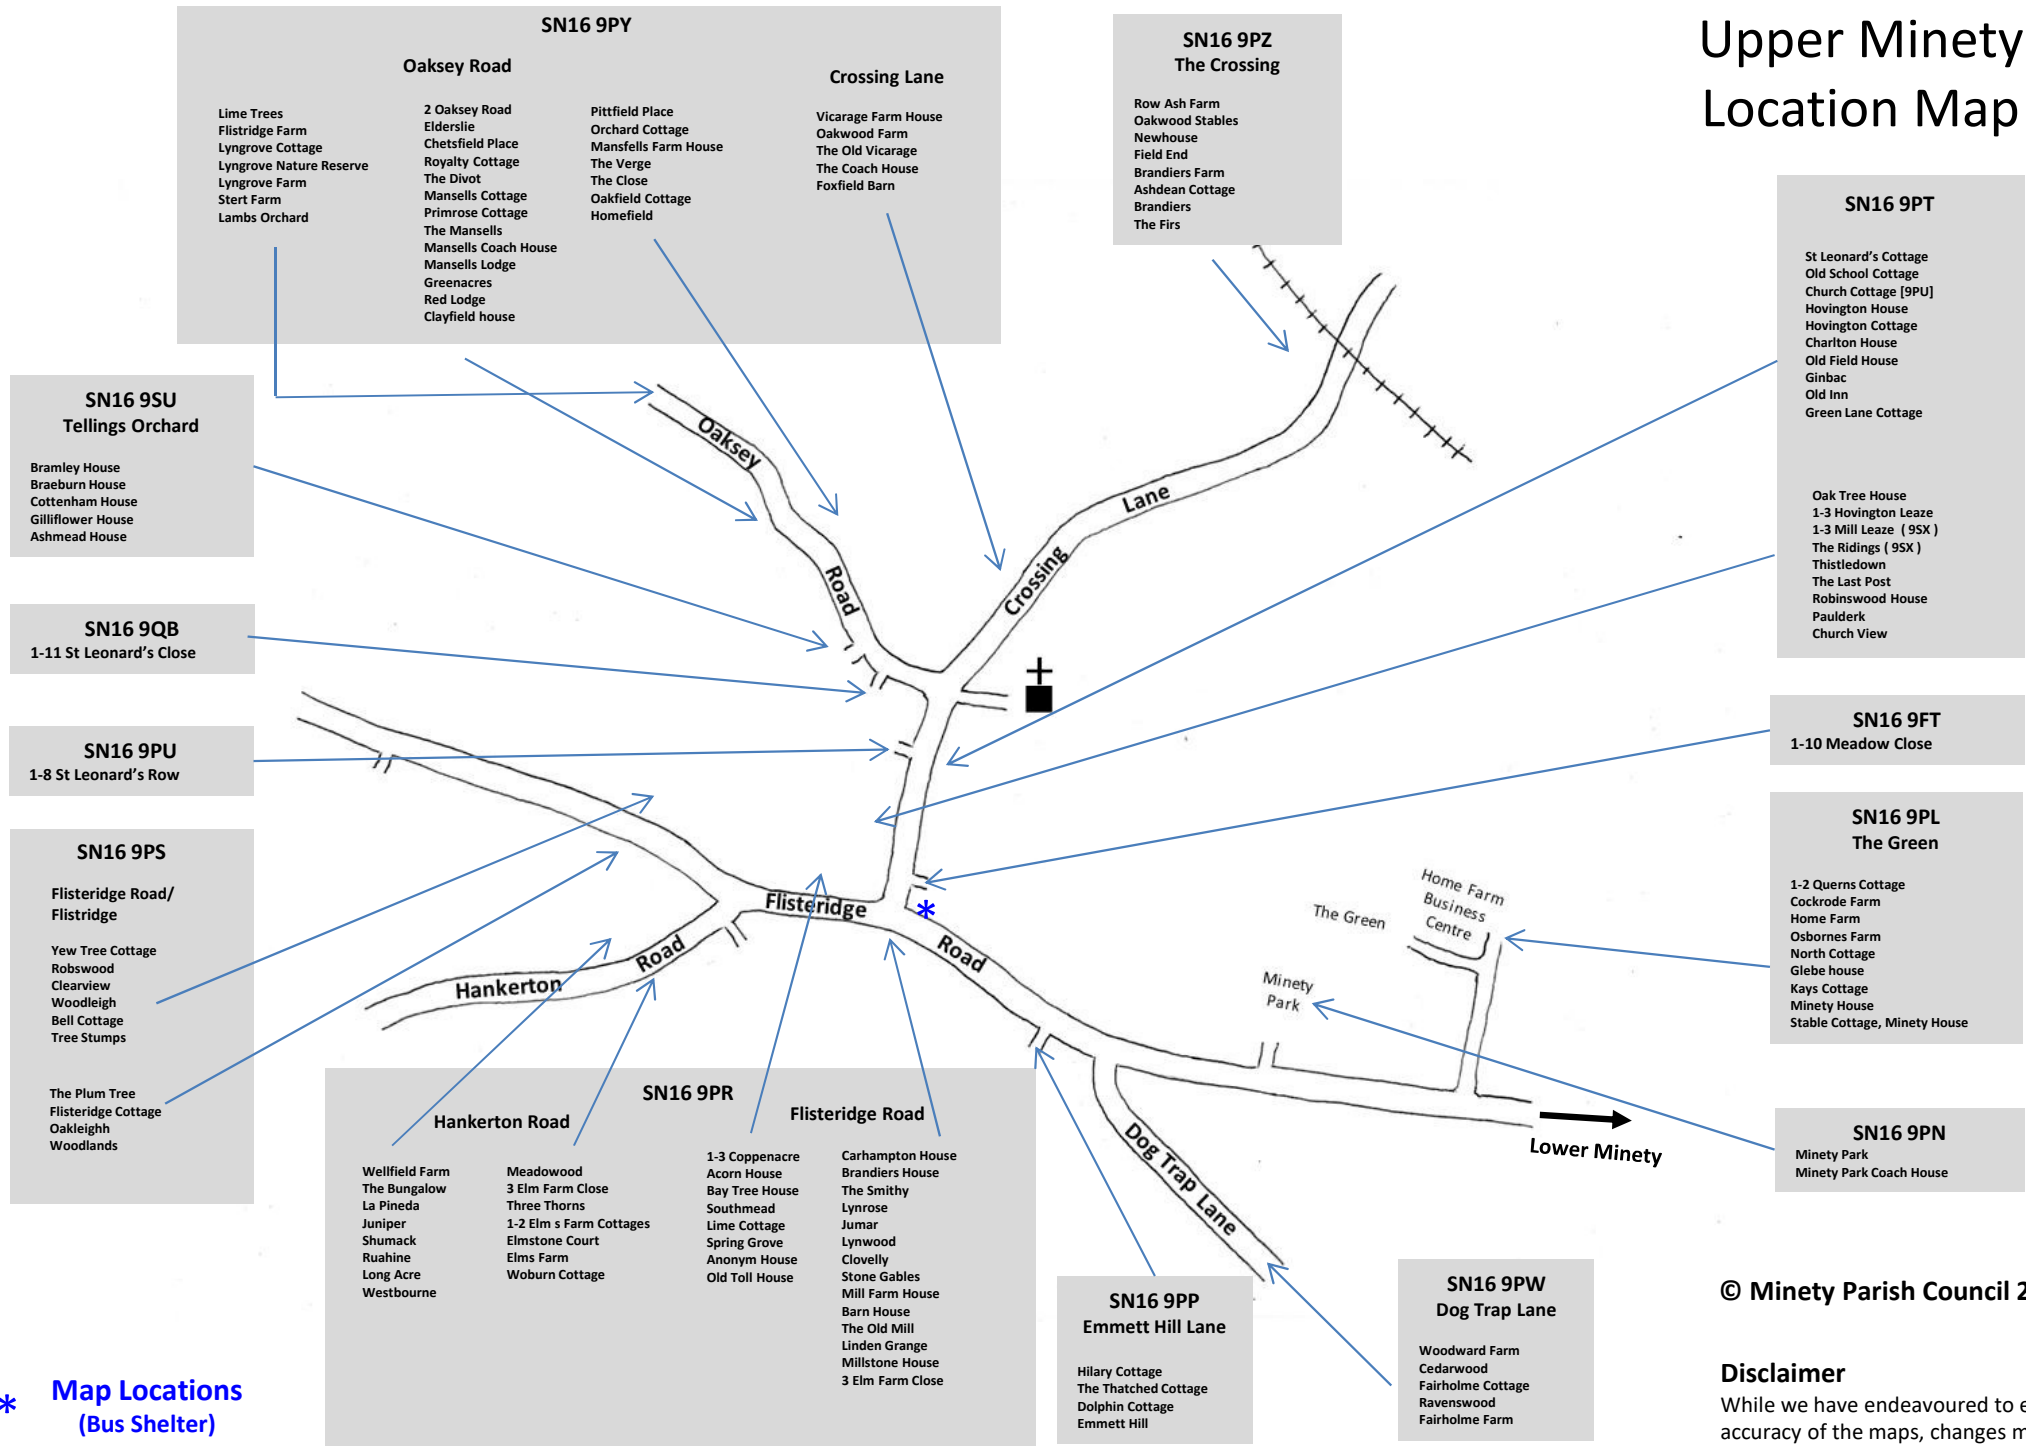 Upper Minety
Location Map
SN16 9PY
Oaksey Road
Lime Trees
Flistridge Farm
Lyngrove Cottage
Lyngrove Nature Reserve
Lyngrove Farm
Stert Farm
Lambs Orchard
2 Oaksey Road
Elderslie
Chetsfield Place
Royalty Cottage
The Divot
Mansells Cottage
Primrose Cottage
The Mansells
Mansells Coach House
Mansells Lodge
Greenacres
Red Lodge
Clayfield house
Pittfield Place
Orchard Cottage
Mansfells Farm House
The Verge
The Close
Oakfield Cottage
Homefield
Crossing Lane
Vicarage Farm House
Oakwood Farm
The Old Vicarage
The Coach House
Foxfield Barn
SN16 9PZ
The Crossing
Row Ash Farm
Oakwood Stables
Newhouse
Field End
Brandiers Farm
Ashdean Cottage
Brandiers
The Firs
SN16 9PT
St Leonard's Cottage
Old School Cottage
Church Cottage [9PU]
Hovington House
Hovington Cottage
Charlton House
Old Field House
Ginbac
Old Inn
Green Lane Cottage
Oak Tree House
1-3 Hovington Leaze
1-3 Mill Leaze ( 9SX )
The Ridings ( 9SX )
Thistledown
The Last Post
Robinswood House
Paulderk
Church View
SN16 9SU
Tellings Orchard
Bramley House
Braeburn House
Cottenham House
Gilliflower House
Ashmead House
SN16 9QB
1-11 St Leonard's Close
SN16 9PU
1-8 St Leonard's Row
SN16 9PS
Flisteridge Road/
Flistridge
Yew Tree Cottage
Robswood
Clearview
Woodleigh
Bell Cottage
Tree Stumps
The Plum Tree
Flisteridge Cottage
Oakleighh
Woodlands
Oaksey
Road
Crossing
Lane
Flisteridge
Road
*
Hankerton
Road
Dog Trap Lane
The Green
Home Farm
Business
Centre
Minety
Park
Lower Minety
SN16 9FT
1-10 Meadow Close
SN16 9PL
The Green
1-2 Querns Cottage
Cockrode Farm
Home Farm
Osbornes Farm
North Cottage
Glebe house
Kays Cottage
Minety House
Stable Cottage, Minety House
SN16 9PN
Minety Park
Minety Park Coach House
SN16 9PR
Hankerton Road
Wellfield Farm
The Bungalow
La Pineda
Juniper
Shumack
Ruahine
Long Acre
Westbourne
Meadowood
3 Elm Farm Close
Three Thorns
1-2 Elm s Farm Cottages
Elmstone Court
Elms Farm
Woburn Cottage
Flisteridge Road
1-3 Coppenacre
Acorn House
Bay Tree House
Southmead
Lime Cottage
Spring Grove
Anonym House
Old Toll House
Carhampton House
Brandiers House
The Smithy
Lynrose
Jumar
Lynwood
Clovelly
Stone Gables
Mill Farm House
Barn House
The Old Mill
Linden Grange
Millstone House
3 Elm Farm Close
SN16 9PP
Emmett Hill Lane
Hilary Cottage
The Thatched Cottage
Dolphin Cottage
Emmett Hill
SN16 9PW
Dog Trap Lane
Woodward Farm
Cedarwood
Fairholme Cottage
Ravenswood
Fairholme Farm
* Map Locations
(Bus Shelter)
© Minety Parish Council 2
Disclaimer
While we have endeavoured to e
accuracy of the maps, changes m